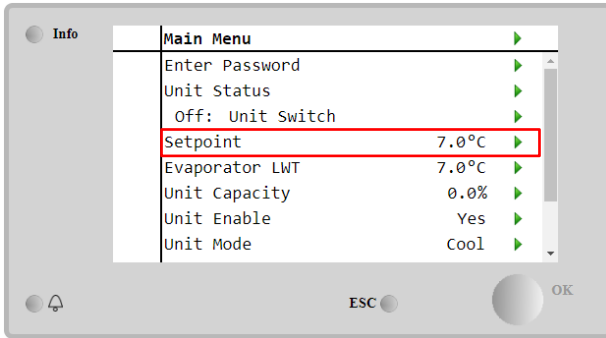 Info
Main Menu
Enter Password
Unit Status
Off: Unit Switch
Setpoint 7.0°C
Evaporator LWT 7.0°C
Unit Capacity 0.0%
Unit Enable Yes
Unit Mode Cool
ESC
OK